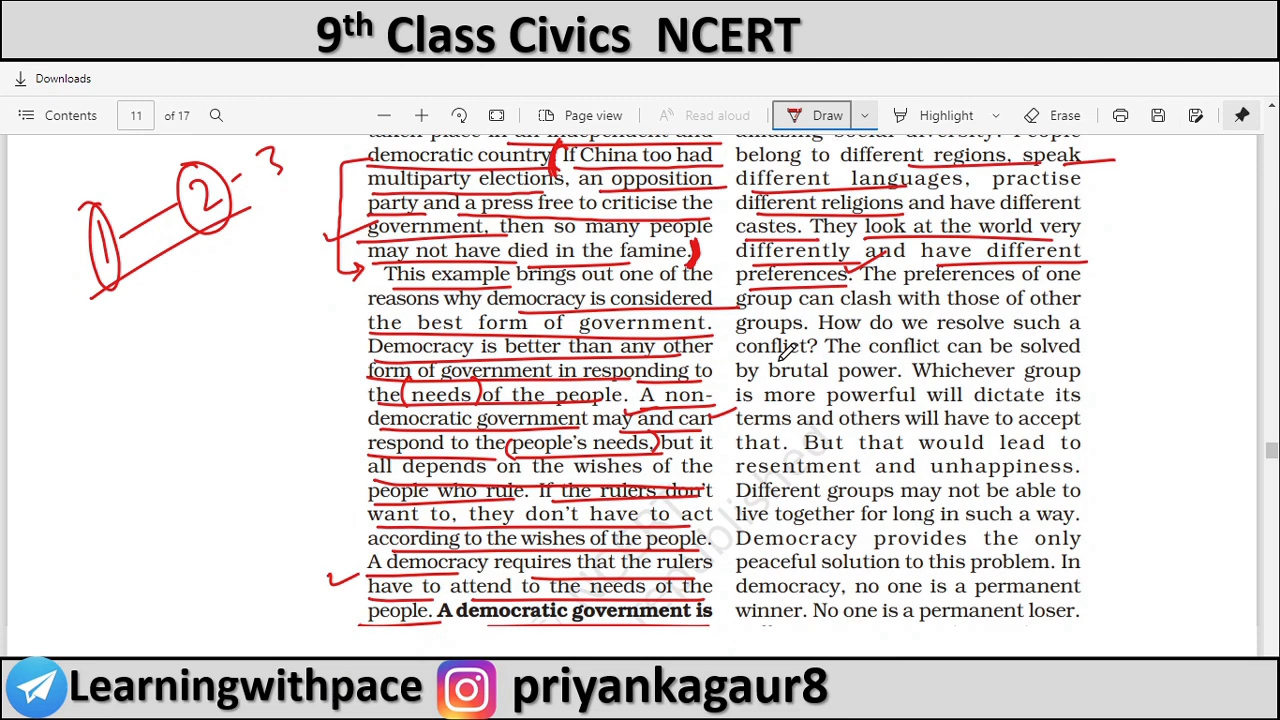 9th Class Civics NCERT
Downloads
Contents 11 of 17 Page view Read aloud Draw Highlight Erase
1 2 - 3
taken place in an independent and
democratic country. If China too had
multiparty elections, an opposition
party and a press free to criticise the
government, then so many people
may not have died in the famine.
This example brings out one of the
reasons why democracy is considered
the best form of government.
Democracy is better than any other
form of government in responding to
the needs of the people. A non-
democratic government may and can
respond to the people's needs, but it
all depends on the wishes of the
people who rule. If the rulers don't
want to, they don't have to act
according to the wishes of the people.
A democracy requires that the rulers
have to attend to the needs of the
people. A democratic government is
amazing social diversity. People
belong to different regions, speak
different languages, practise
different religions and have different
castes. They look at the world very
differently and have different
preferences. The preferences of one
group can clash with those of other
groups. How do we resolve such a
conflict? The conflict can be solved
by brutal power. Whichever group
is more powerful will dictate its
terms and others will have to accept
that. But that would lead to
resentment and unhappiness.
Different groups may not be able to
live together for long in such a way.
Democracy provides the only
peaceful solution to this problem. In
democracy, no one is a permanent
winner. No one is a permanent loser.
Learningwithpace priyankagaur8